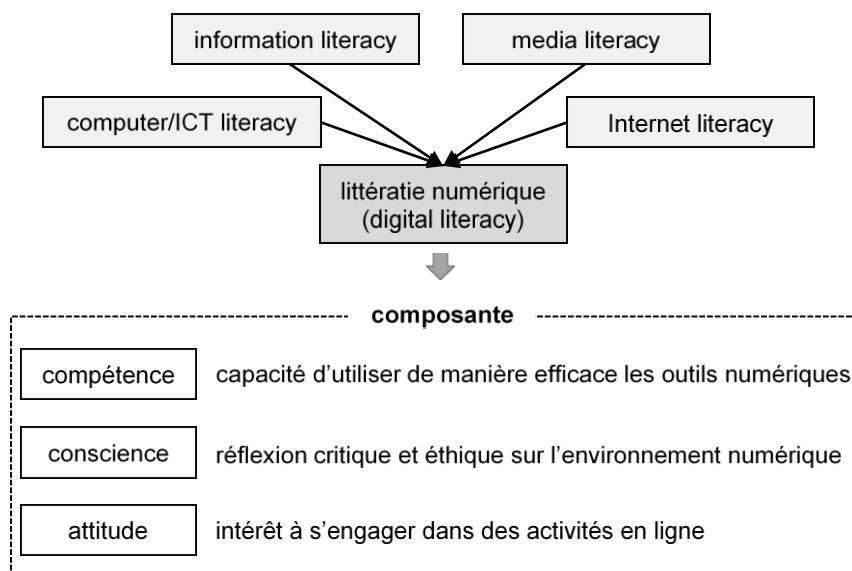 information literacy
media literacy
computer/ICT literacy
Internet literacy
littératie numérique
(digital literacy)
composante
compétence
capacité d’utiliser de manière efficace les outils numériques
conscience
réflexion critique et éthique sur l’environnement numérique
attitude
intérêt à s’engager dans des activités en ligne